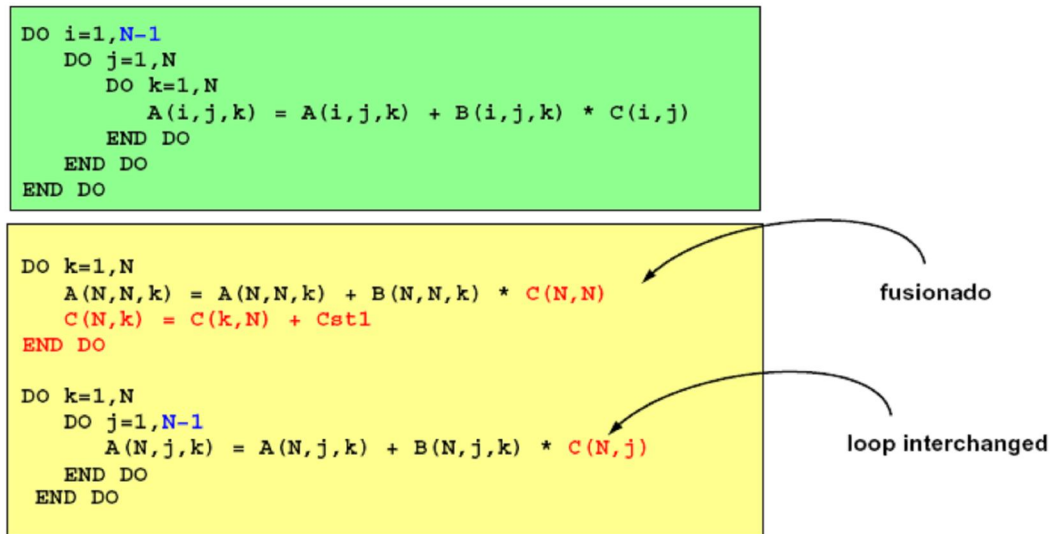 DO i=1,N-1
DO j=1,N
DO k=1,N
A(i,j,k) = A(i,j,k) + B(i,j,k) * C(i,j)
END DO
END DO
END DO
DO k=1,N
A(N,N,k) = A(N,N,k) + B(N,N,k) * C(N,N)
C(N,k) = C(k,N) + Cst1
END DO
fusionado
DO k=1,N
DO j=1,N-1
A(N,j,k) = A(N,j,k) + B(N,j,k) * C(N,j)
END DO
END DO
loop interchanged